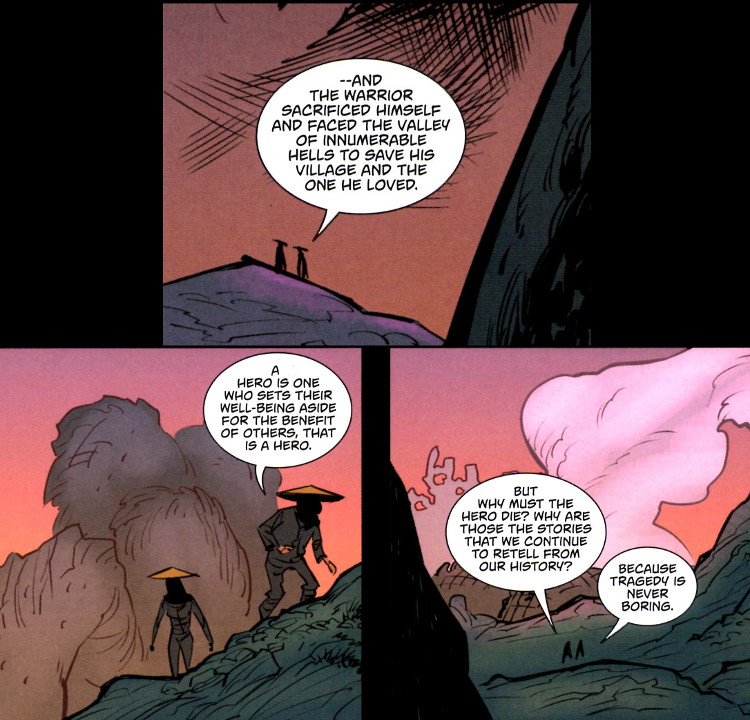 --AND
THE WARRIOR
SACRIFICED HIMSELF
AND FACED THE VALLEY
OF INNUMERABLE
HELLS TO SAVE HIS
VILLAGE AND THE
ONE HE LOVED.
A
HERO IS ONE
WHO SETS THEIR
WELL-BEING ASIDE
FOR THE BENEFIT
OF OTHERS, THAT
IS A HERO.
BUT
WHY MUST THE
HERO DIE? WHY ARE
THOSE THE STORIES
THAT WE CONTINUE
TO RETELL FROM
OUR HISTORY?
BECAUSE
TRAGEDY IS
NEVER
BORING.